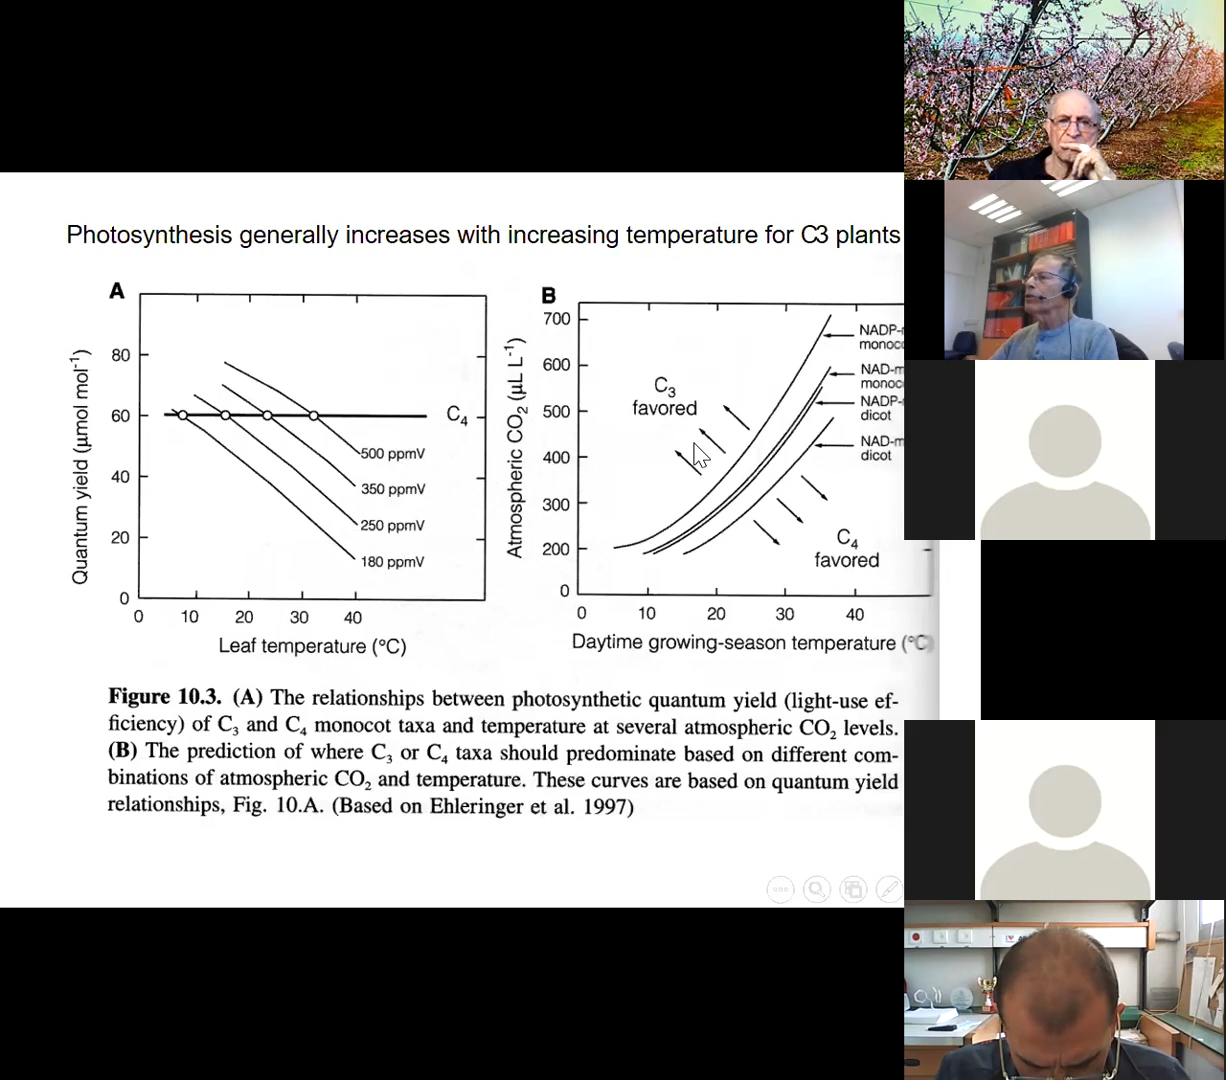 Photosynthesis generally increases with increasing temperature for C3 plants
A
Quantum yield (µmol mol⁻¹)
80
60
40
20
0
0 10 20 30 40
Leaf temperature (°C)
C₄
500 ppmV
350 ppmV
250 ppmV
180 ppmV
B
Atmospheric CO₂ (µL L⁻¹)
700
600
500
400
300
200
0
0 10 20 30 40
Daytime growing-season temperature (°C)
C₃
favored
C₄
favored
NADP-
monoc
NAD-m
monoc
NADP-
dicot
NAD-m
dicot
Figure 10.3. (A) The relationships between photosynthetic quantum yield (light-use ef-
ficiency) of C₃ and C₄ monocot taxa and temperature at several atmospheric CO₂ levels.
(B) The prediction of where C₃ or C₄ taxa should predominate based on different com-
binations of atmospheric CO₂ and temperature. These curves are based on quantum yield
relationships, Fig. 10.A. (Based on Ehleringer et al. 1997)